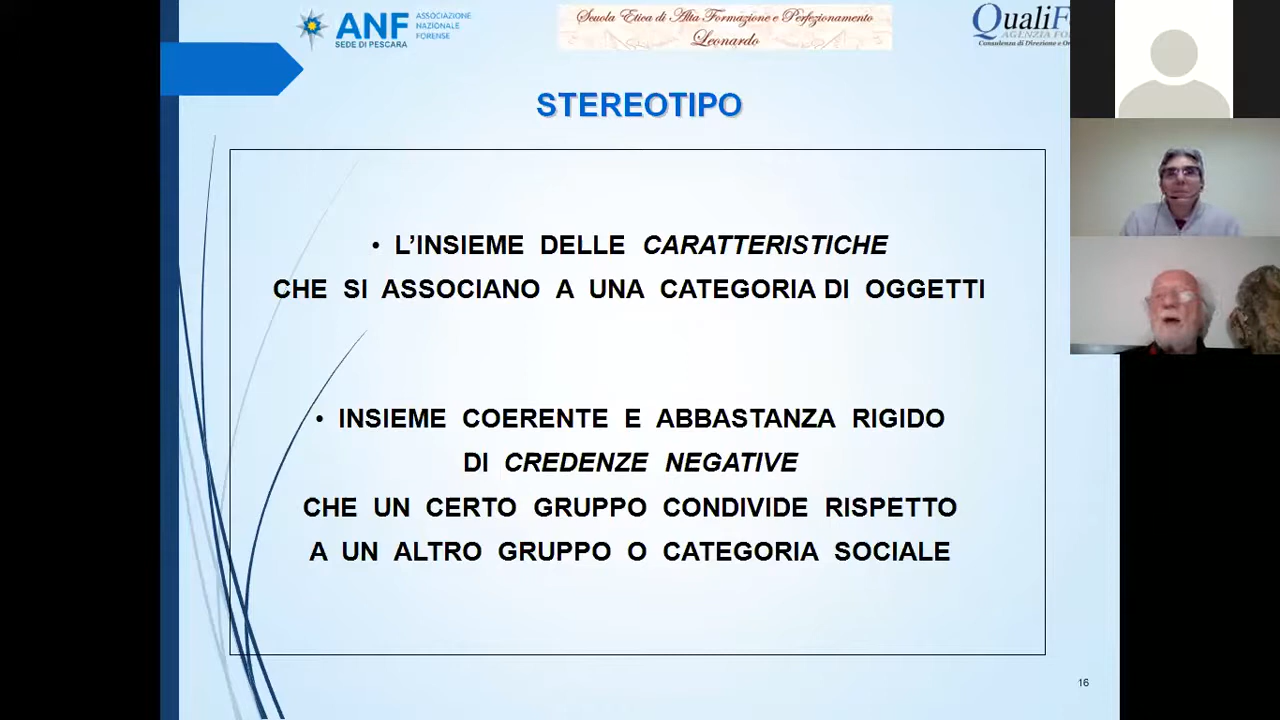 ANF
ASSOCIAZIONE
NAZIONALE
FORENSE
SEDE DI PESCARA
Scuola Etica di Alta Formazione e Perfezionamento
Leonardo
QualiF
AGENZIA FO
Consulenza di Direzione e Or
STEREOTIPO
• L’INSIEME DELLE CARATTERISTICHE
CHE SI ASSOCIANO A UNA CATEGORIA DI OGGETTI
• INSIEME COERENTE E ABBASTANZA RIGIDO
DI CREDENZE NEGATIVE
CHE UN CERTO GRUPPO CONDIVIDE RISPETTO
A UN ALTRO GRUPPO O CATEGORIA SOCIALE
16